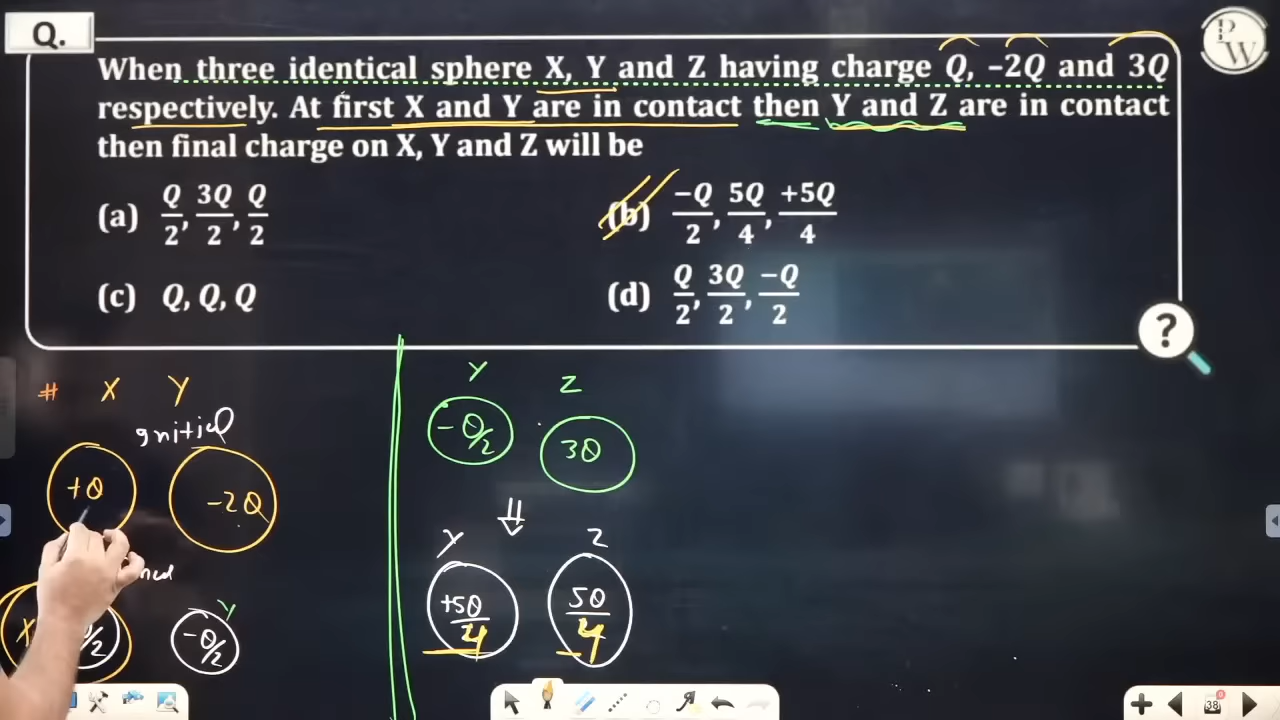 Q.
PW
When three identical sphere X, Y and Z having charge Q, −2Q and 3Q
respectively. At first X and Y are in contact then Y and Z are in contact
then final charge on X, Y and Z will be
(a) Q/2, 3Q/2, Q/2
(b) −Q/2, 5Q/4, +5Q/4
(c) Q, Q, Q
(d) Q/2, 3Q/2, −Q/2
?
# X Y
Initial
+Q −2Q
X Y
−Q/2
Y Z
−Q/2 3Q
Y Z
+5Q/4 5Q/4
38